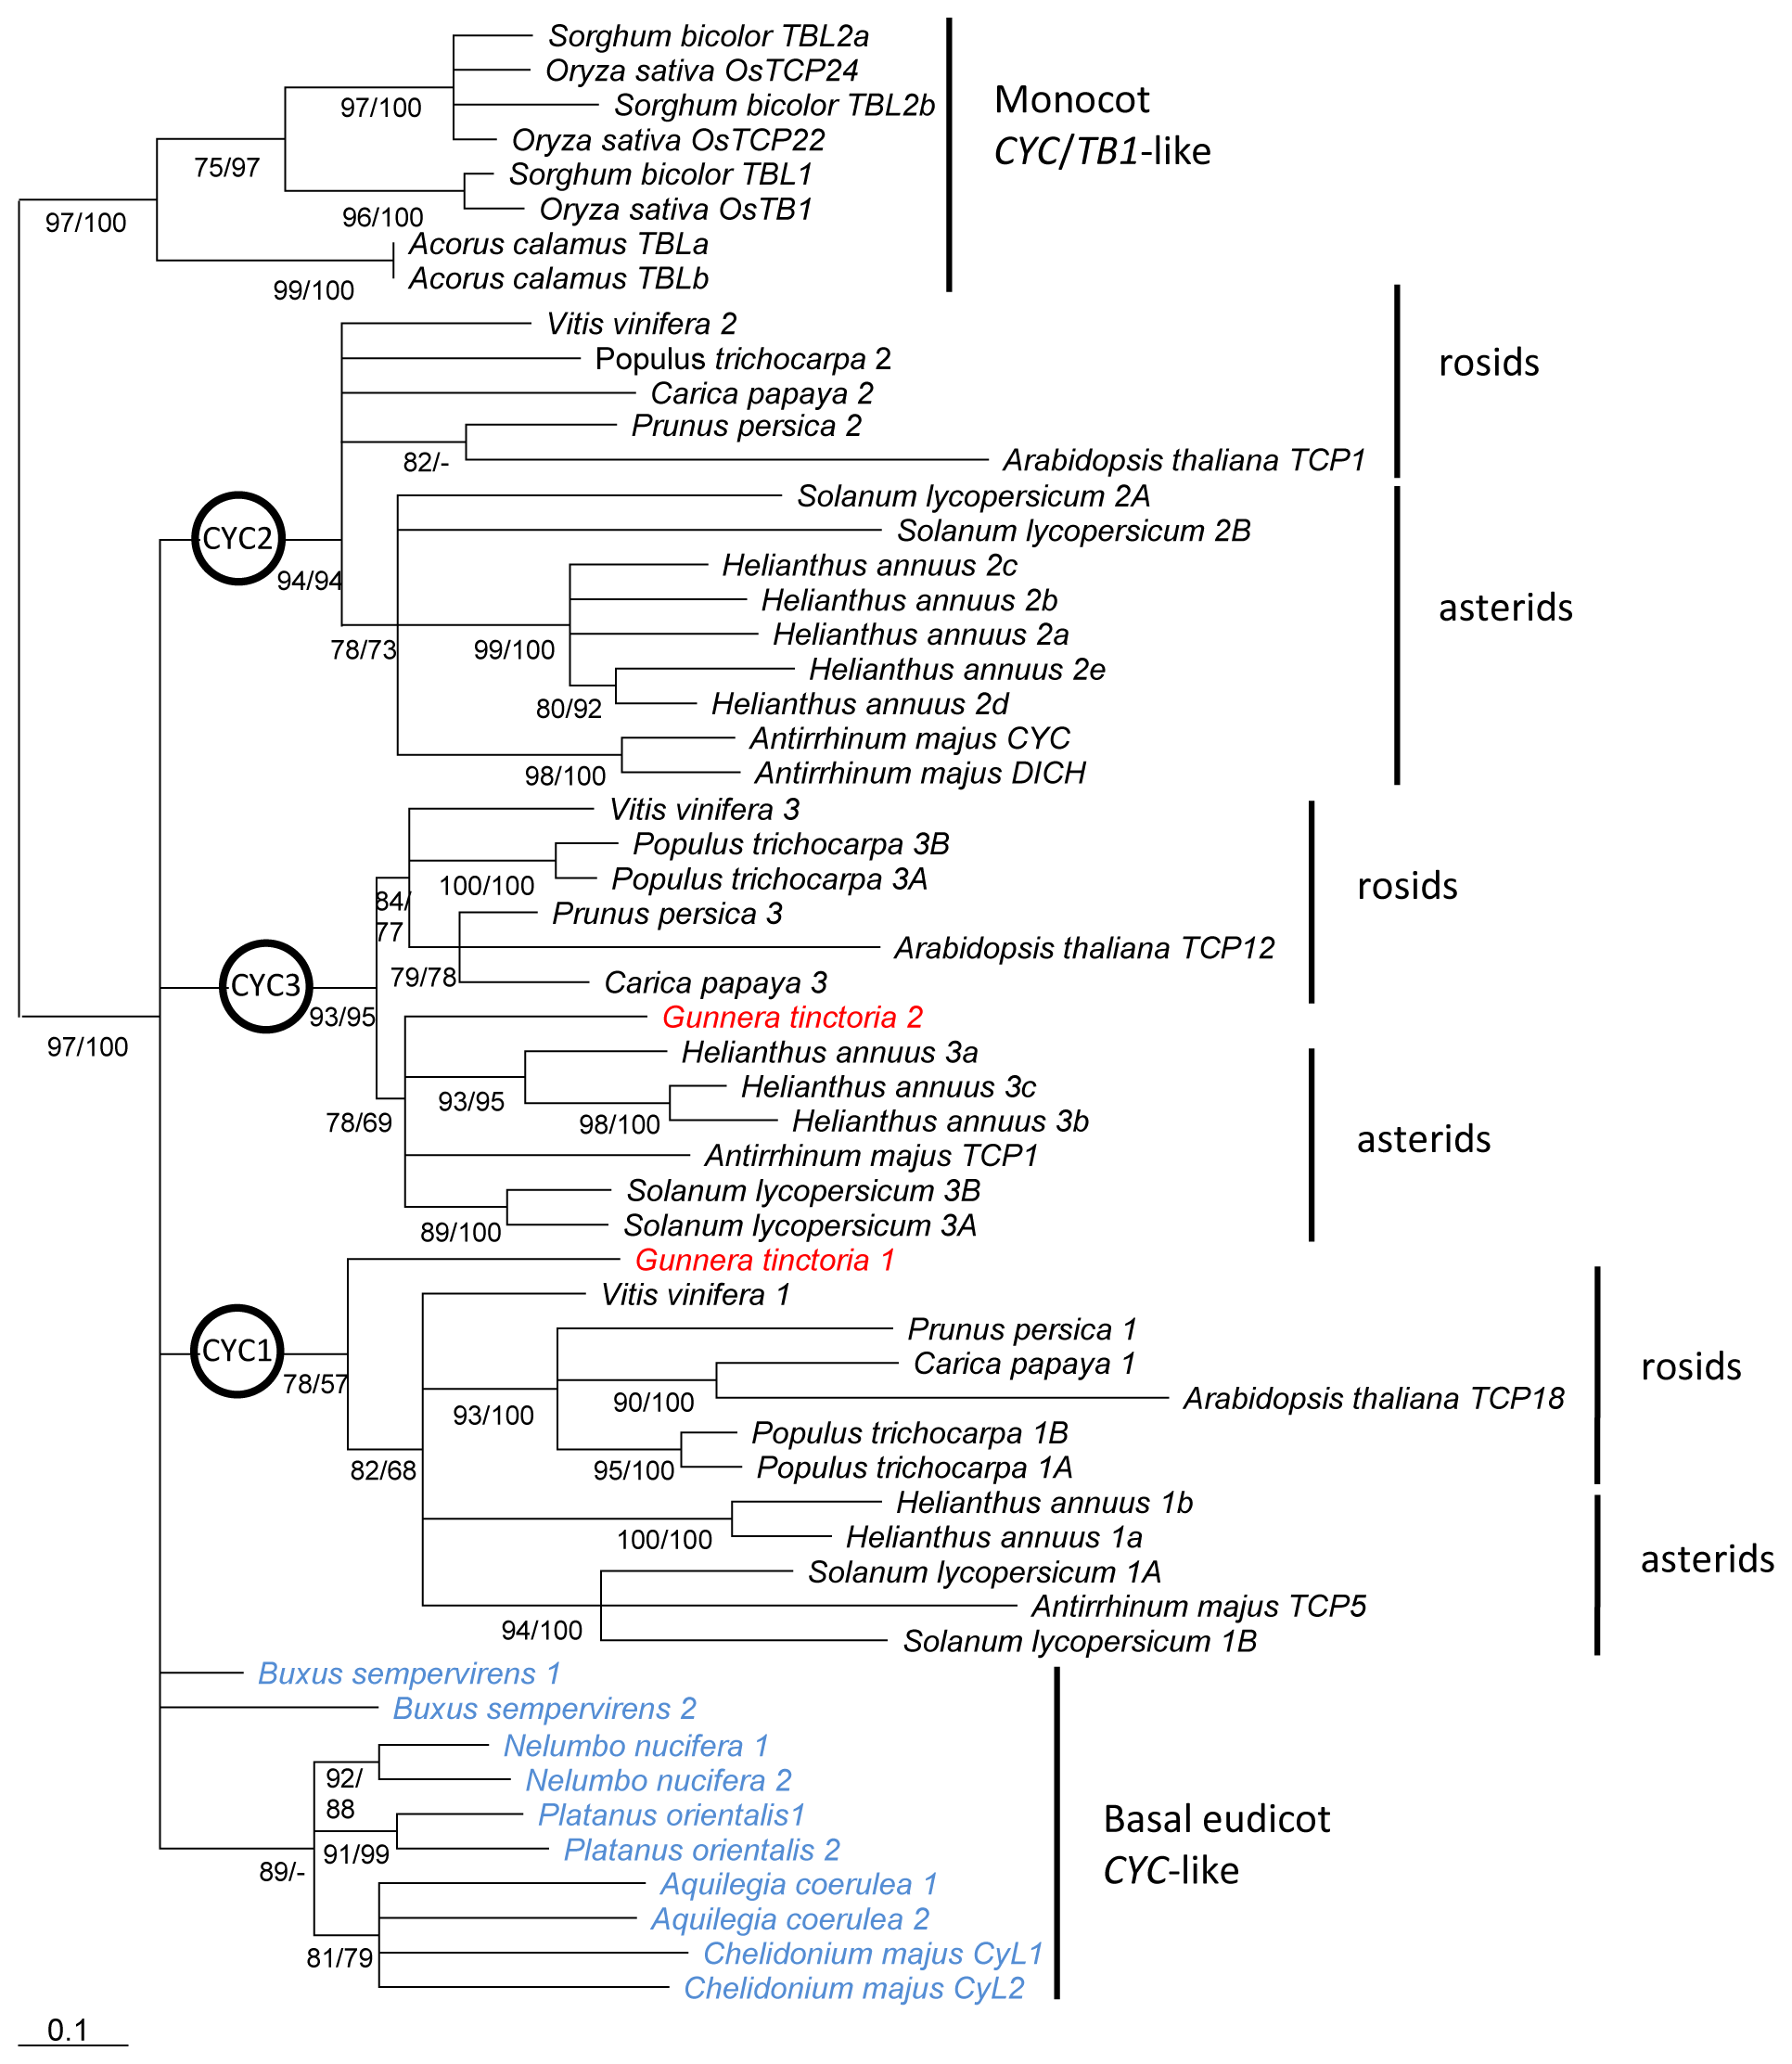 Sorghum bicolor TBL2a
Oryza sativa OsTCP24
97/100
Sorghum bicolor TBL2b
Monocot
CYC/TB1-like
Oryza sativa OsTCP22
75/97
Sorghum bicolor TBL1
96/100
Oryza sativa OsTB1
97/100
Acorus calamus TBLa
Acorus calamus TBLb
99/100
Vitis vinifera 2
Populus trichocarpa 2
rosids
Carica papaya 2
Prunus persica 2
82/-
Arabidopsis thaliana TCP1
Solanum lycopersicum 2A
Solanum lycopersicum 2B
CYC2
Helianthus annuus 2c
94/94
Helianthus annuus 2b
asterids
Helianthus annuus 2a
78/73
99/100
Helianthus annuus 2e
80/92
Helianthus annuus 2d
Antirrhinum majus CYC
98/100
Antirrhinum majus DICH
Vitis vinifera 3
Populus trichocarpa 3B
100/100
Populus trichocarpa 3A
rosids
84/
77
Prunus persica 3
Arabidopsis thaliana TCP12
79/78
Carica papaya 3
CYC3
93/95
Gunnera tinctoria 2
97/100
Helianthus annuus 3a
Helianthus annuus 3c
93/95
98/100
Helianthus annuus 3b
78/69
asterids
Antirrhinum majus TCP1
Solanum lycopersicum 3B
89/100
Solanum lycopersicum 3A
Gunnera tinctoria 1
Vitis vinifera 1
Prunus persica 1
CYC1
Carica papaya 1
rosids
78/57
90/100
Arabidopsis thaliana TCP18
93/100
Populus trichocarpa 1B
82/68
95/100
Populus trichocarpa 1A
Helianthus annuus 1b
100/100
Helianthus annuus 1a
asterids
Solanum lycopersicum 1A
Antirrhinum majus TCP5
94/100
Solanum lycopersicum 1B
Buxus sempervirens 1
Buxus sempervirens 2
Nelumbo nucifera 1
92/
88
Nelumbo nucifera 2
Platanus orientalis1
Basal eudicot
CYC-like
91/99
Platanus orientalis 2
89/-
Aquilegia coerulea 1
Aquilegia coerulea 2
81/79
Chelidonium majus CyL1
Chelidonium majus CyL2
0.1